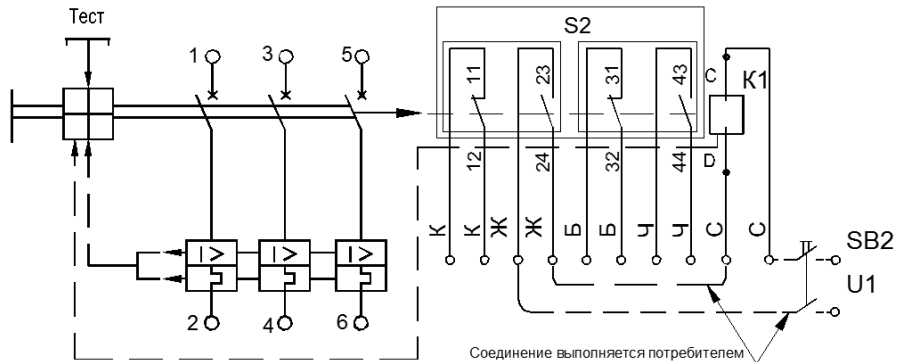 Тест
S2
1 3 5
11 23 31 43
C К1
12 24 32 44
D
К К Ж Ж Б Б Ч Ч С С
SB2
U1
I> I> I>
2 4 6
Соединение выполняется потребителем